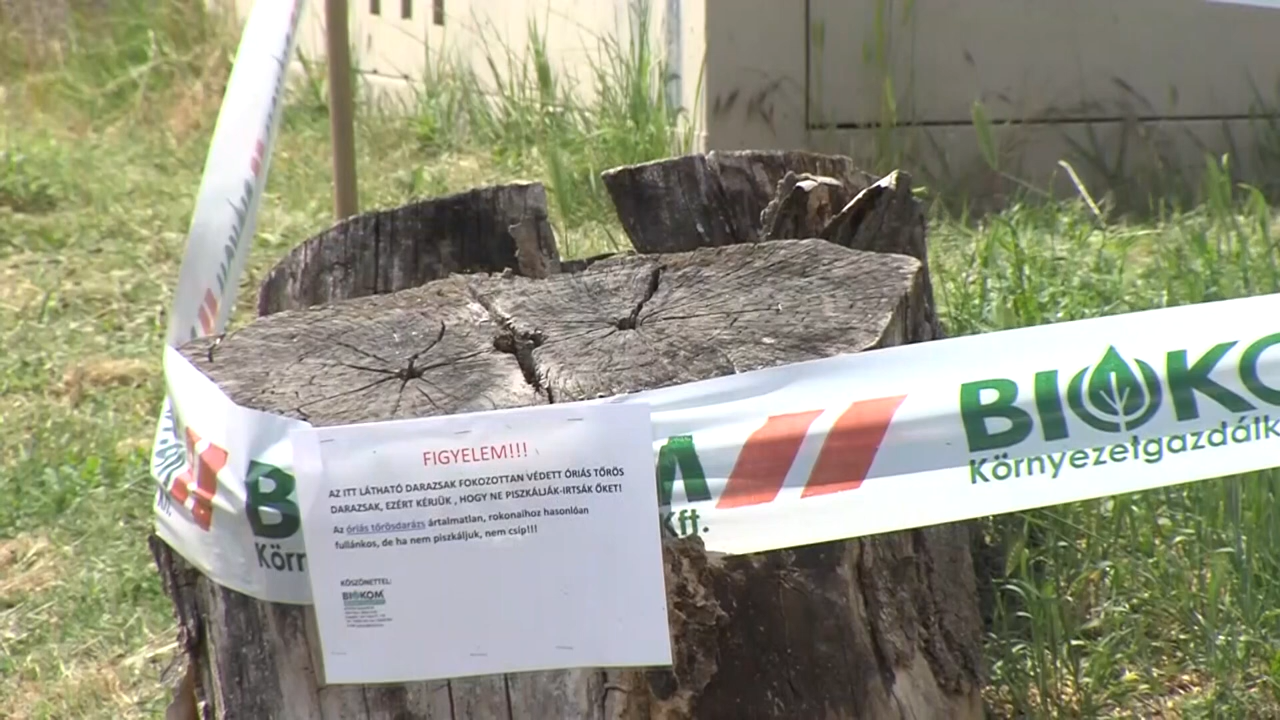 FIGYELEM!!!
AZ ITT LÁTHATÓ DARAZSAK FOKOZOTTAN VÉDETT ÓRIÁS TŐRÖS
DARAZSAK, EZÉRT KÉRJÜK , HOGY NE PISZKÁLJÁK-IRTSÁK ŐKET!
Az óriás tőrösdarázs ártalmatlan, rokonaihoz hasonlóan
fullánkos, de ha nem piszkáljuk, nem csíp!!!
KÖSZÖNETTEL:
BIOKOM
B
Körn
M
Kft.
BIOKO
Környezetgazdálk